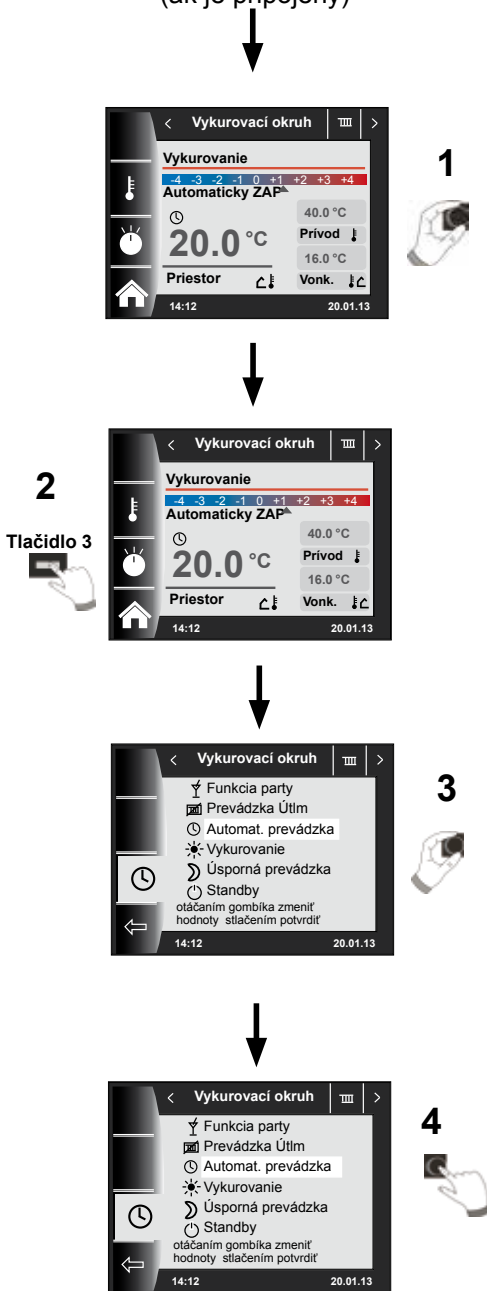 (ak je pripojený)
< Vykurovací okruh >
1
Vykurovanie
-4 -3 -2 -1 0 +1 +2 +3 +4
Automaticky ZAP
40.0 °C
20.0 °C
Prívod
16.0 °C
Priestor
Vonk.
14:12 20.01.13
2
Tlačidlo 3
< Vykurovací okruh >
Vykurovanie
-4 -3 -2 -1 0 +1 +2 +3 +4
Automaticky ZAP
40.0 °C
20.0 °C
Prívod
16.0 °C
Priestor
Vonk.
14:12 20.01.13
< Vykurovací okruh >
3
Funkcia party
Prevádzka Útlm
Automat. prevádzka
Vykurovanie
Úsporná prevádzka
Standby
otáčaním gombíka zmeniť
hodnoty stlačením potvrdiť
14:12 20.01.13
< Vykurovací okruh >
4
Funkcia party
Prevádzka Útlm
Automat. prevádzka
Vykurovanie
Úsporná prevádzka
Standby
otáčaním gombíka zmeniť
hodnoty stlačením potvrdiť
14:12 20.01.13